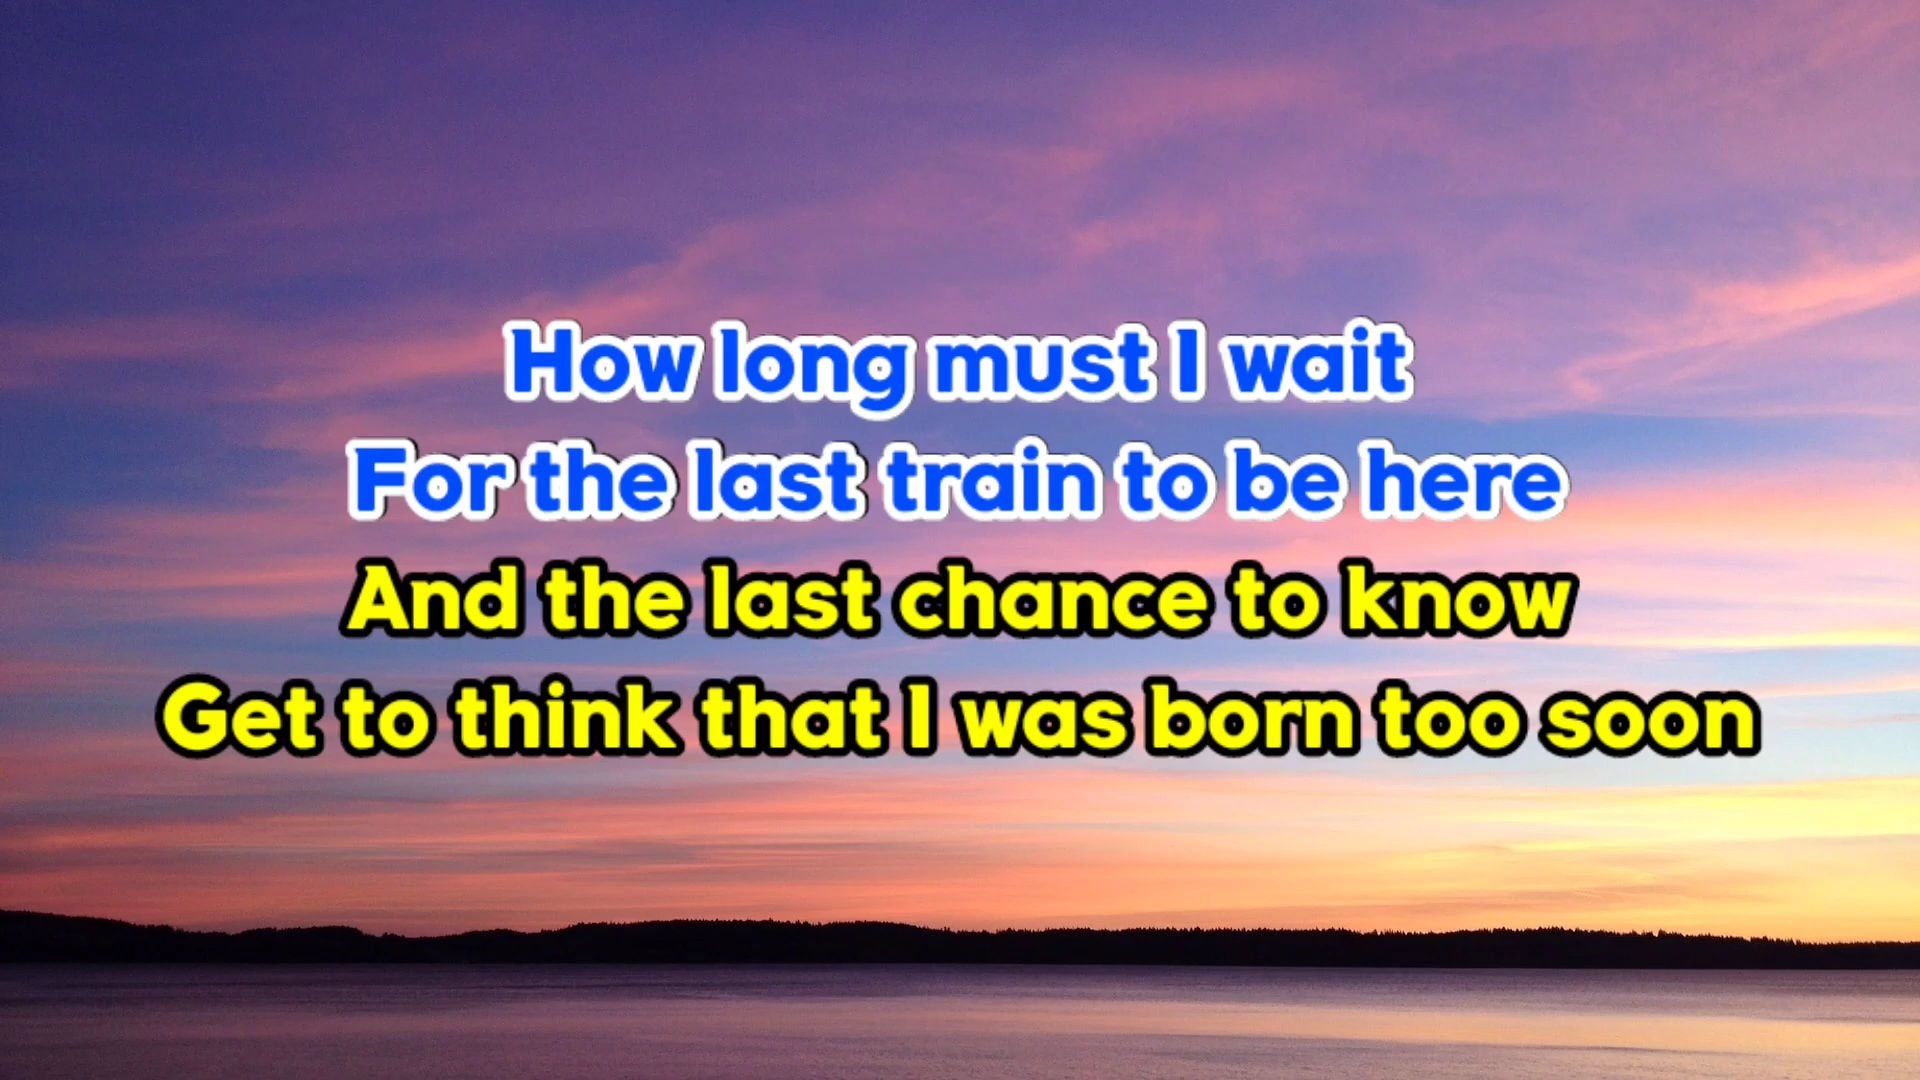 How long must I wait
For the last train to be here
And the last chance to know
Get to think that I was born too soon